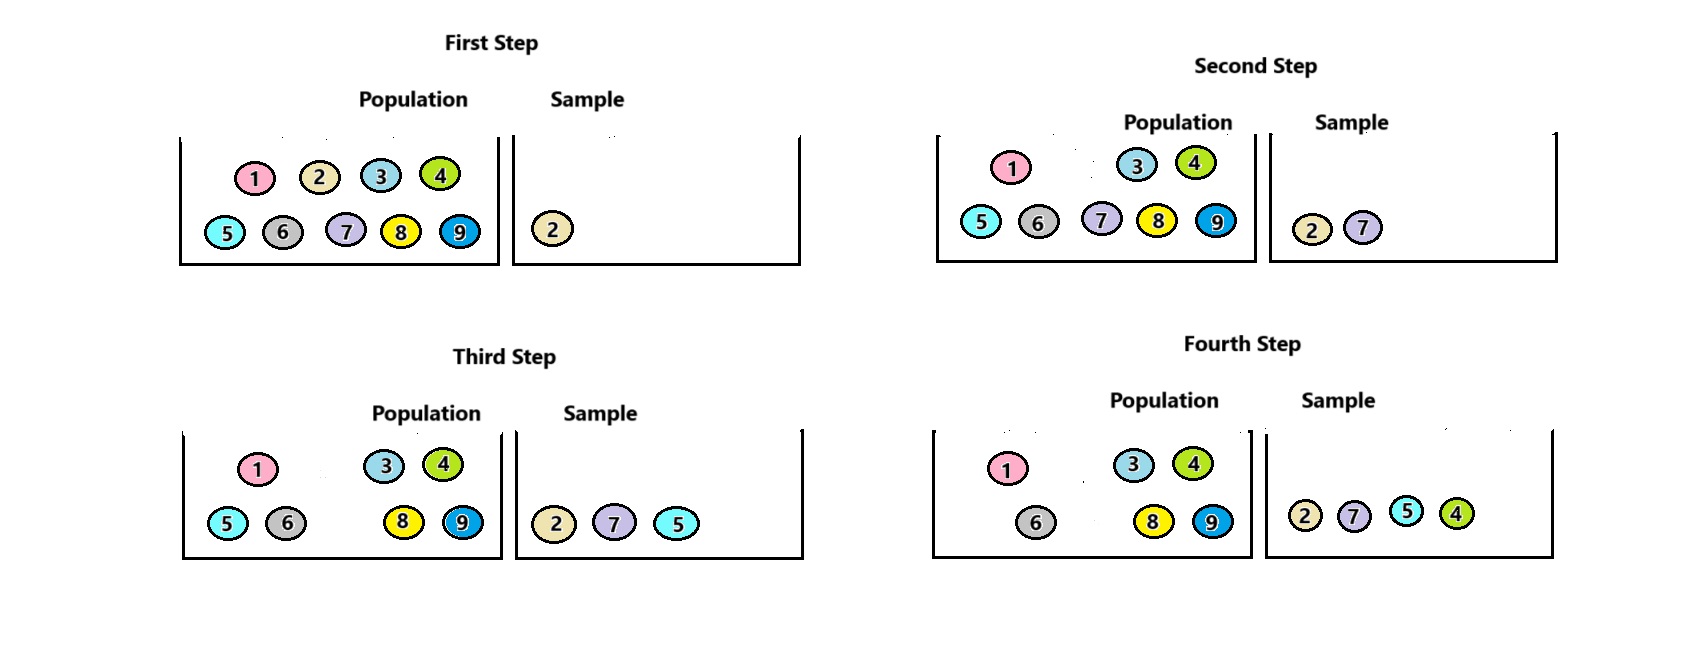 First Step
Population Sample
1 2 3 4
5 6 7 8 9 2
Second Step
Population Sample
1 3 4
5 6 7 8 9 2 7
Third Step
Population Sample
1 3 4
5 6 8 9 2 7 5
Fourth Step
Population Sample
1 3 4
6 8 9 2 7 5 4